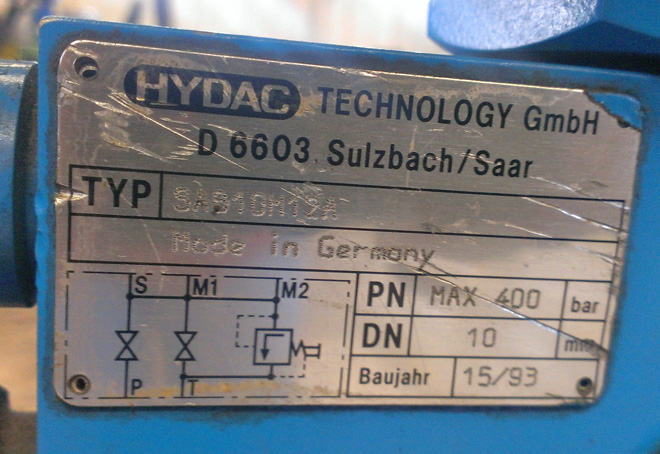 HYDAC TECHNOLOGY GmbH
D 6603 Sulzbach/Saar
TYP SAB10M12A
Made in Germany
S M1 M2
P T
PN MAX 400 bar
DN 10 mm
Baujahr 15/93